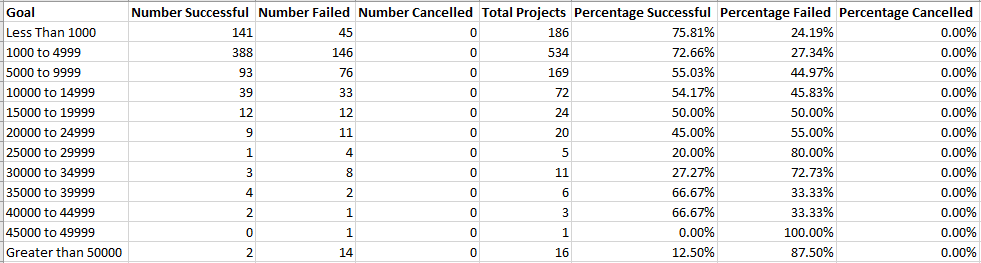 Goal Number Successful Number Failed Number Cancelled Total Projects Percentage Successful Percentage Failed Percentage Cancelled
Less Than 1000 141 45 0 186 75.81% 24.19% 0.00%
1000 to 4999 388 146 0 534 72.66% 27.34% 0.00%
5000 to 9999 93 76 0 169 55.03% 44.97% 0.00%
10000 to 14999 39 33 0 72 54.17% 45.83% 0.00%
15000 to 19999 12 12 0 24 50.00% 50.00% 0.00%
20000 to 24999 9 11 0 20 45.00% 55.00% 0.00%
25000 to 29999 1 4 0 5 20.00% 80.00% 0.00%
30000 to 34999 3 8 0 11 27.27% 72.73% 0.00%
35000 to 39999 4 2 0 6 66.67% 33.33% 0.00%
40000 to 44999 2 1 0 3 66.67% 33.33% 0.00%
45000 to 49999 0 1 0 1 0.00% 100.00% 0.00%
Greater than 50000 2 14 0 16 12.50% 87.50% 0.00%